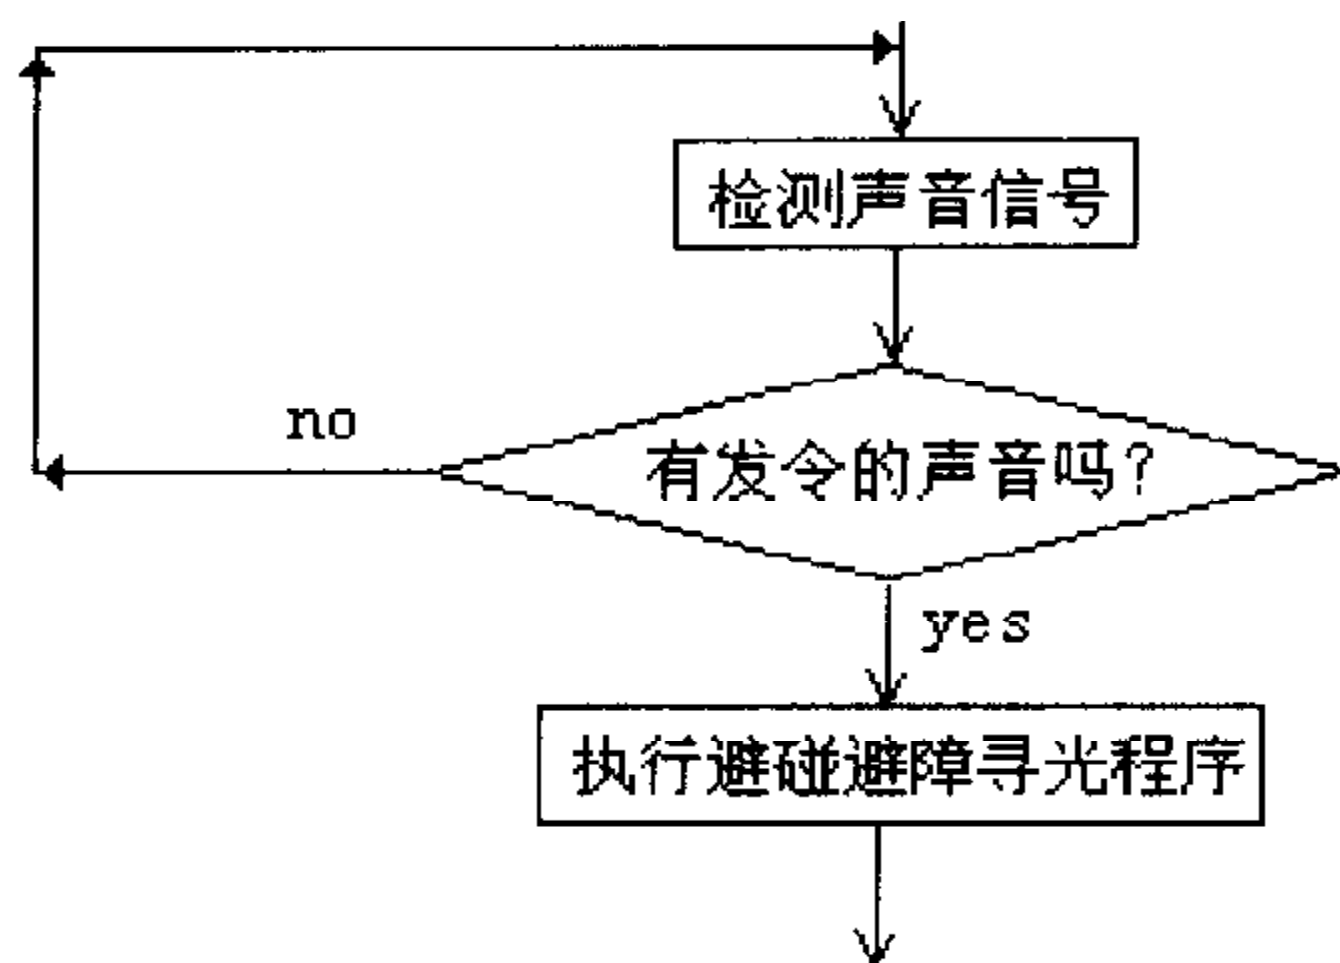 检测声音信号
no
有发令的声音吗?
yes
执行避碰避障寻光程序